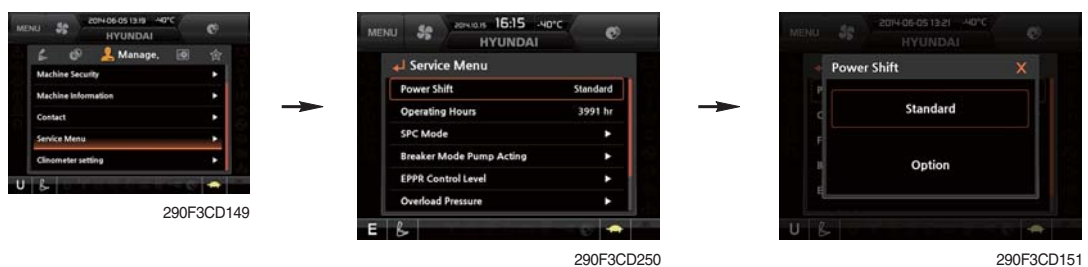 MENU 2014-06-05 13:19 -40°C
HYUNDAI
Manage.
Machine Security
Machine Information
Contact
Service Menu
Clinometer setting
U
290F3CD149
MENU 2014.10.15 16:15 -40°C
HYUNDAI
Service Menu
Power Shift Standard
Operating Hours 3991 hr
SPC Mode
Breaker Mode Pump Acting
EPPR Control Level
Overload Pressure
E
290F3CD250
MENU 2014-06-05 13:21 -40°C
HYUNDAI
Power Shift X
Standard
Option
U
290F3CD151